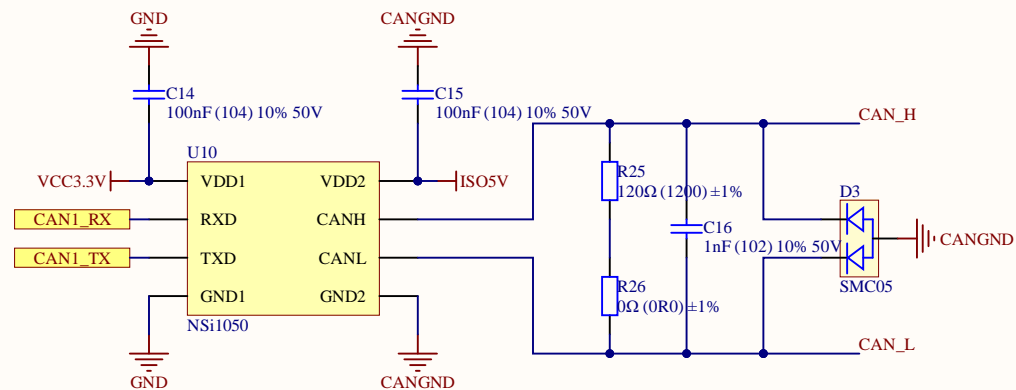 GND
CANGND
C14
100nF (104) 10% 50V
C15
100nF (104) 10% 50V
CAN_H
U10
VCC3.3V
VDD1
VDD2
ISO5V
R25
120Ω (1200) ±1%
D3
CAN1_RX
RXD
CANH
C16
1nF (102) 10% 50V
CANGND
CAN1_TX
TXD
CANL
R26
0Ω (0R0) ±1%
SMC05
GND1
GND2
NSi1050
CAN_L
GND
CANGND